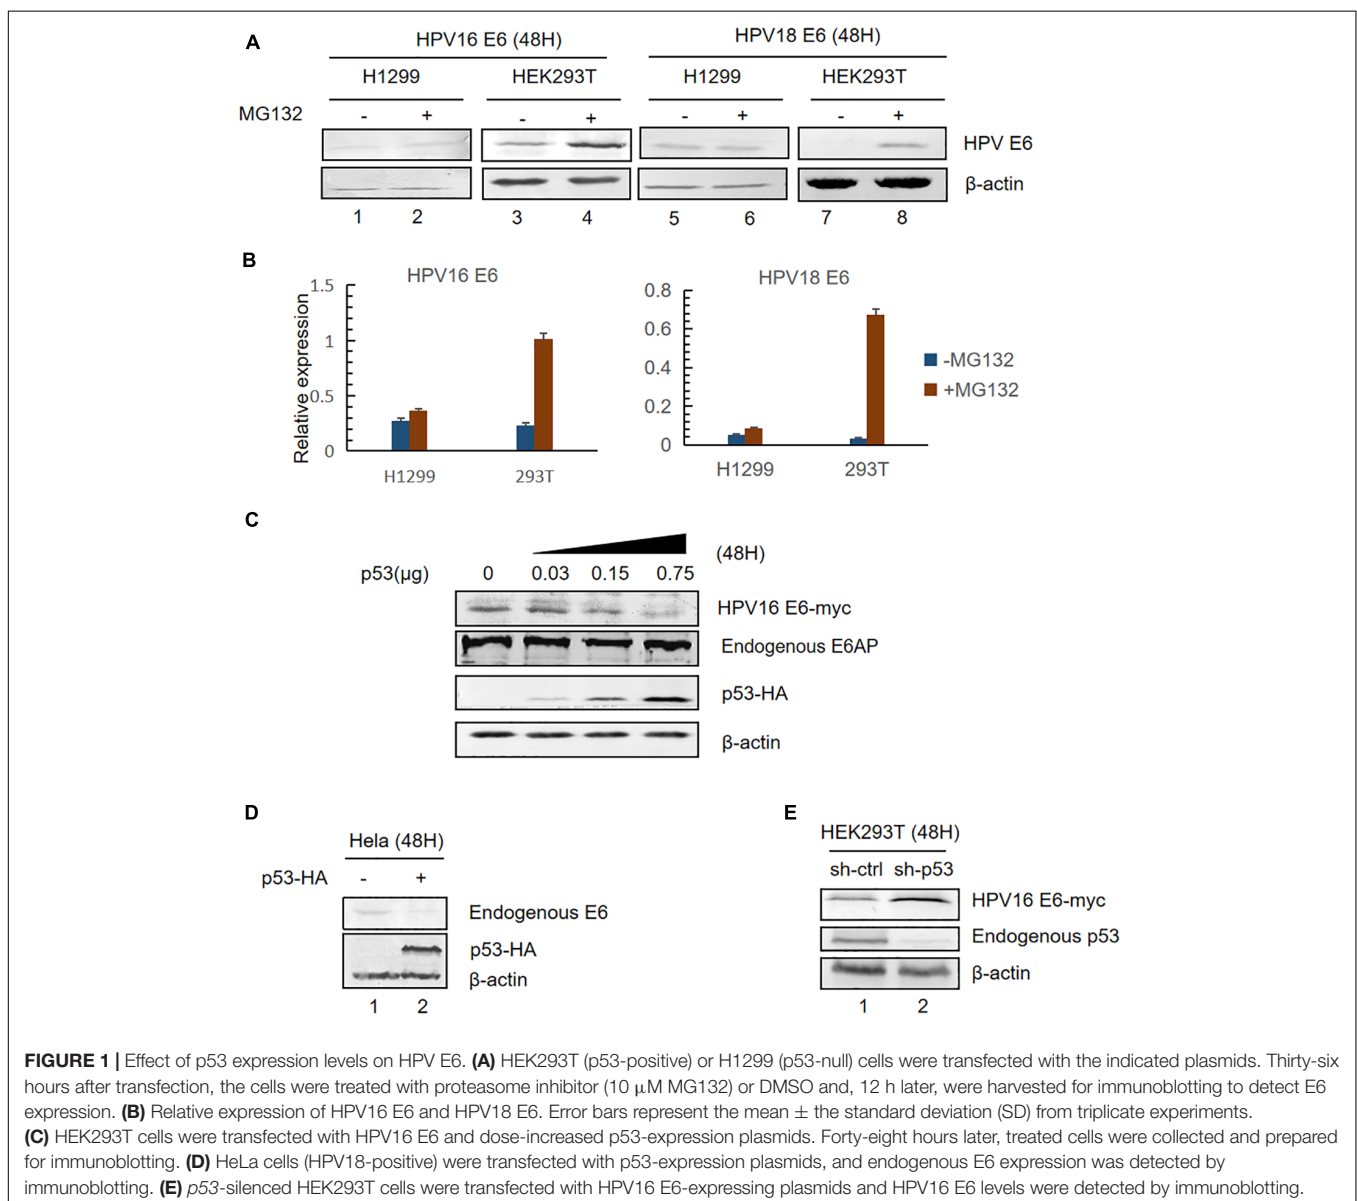 A
HPV16 E6 (48H)
HPV18 E6 (48H)
H1299
HEK293T
H1299
HEK293T
MG132
- + - + - + - +
HPV E6
β-actin
1 2 3 4 5 6 7 8
B
HPV16 E6
Relative expression
1.5
1
0.5
0
H1299
293T
HPV18 E6
0.8
0.6
0.4
0.2
0
H1299
293T
-MG132
+MG132
C
(48H)
p53(μg) 0 0.03 0.15 0.75
HPV16 E6-myc
Endogenous E6AP
p53-HA
β-actin
D
Hela (48H)
p53-HA - +
Endogenous E6
p53-HA
β-actin
1 2
E
HEK293T (48H)
sh-ctrl sh-p53
HPV16 E6-myc
Endogenous p53
β-actin
1 2
FIGURE 1 | Effect of p53 expression levels on HPV E6. (A) HEK293T (p53-positive) or H1299 (p53-null) cells were transfected with the indicated plasmids. Thirty-six
hours after transfection, the cells were treated with proteasome inhibitor (10 μM MG132) or DMSO and, 12 h later, were harvested for immunoblotting to detect E6
expression. (B) Relative expression of HPV16 E6 and HPV18 E6. Error bars represent the mean ± the standard deviation (SD) from triplicate experiments.
(C) HEK293T cells were transfected with HPV16 E6 and dose-increased p53-expression plasmids. Forty-eight hours later, treated cells were collected and prepared
for immunoblotting. (D) HeLa cells (HPV18-positive) were transfected with p53-expression plasmids, and endogenous E6 expression was detected by
immunoblotting. (E) p53-silenced HEK293T cells were transfected with HPV16 E6-expressing plasmids and HPV16 E6 levels were detected by immunoblotting.